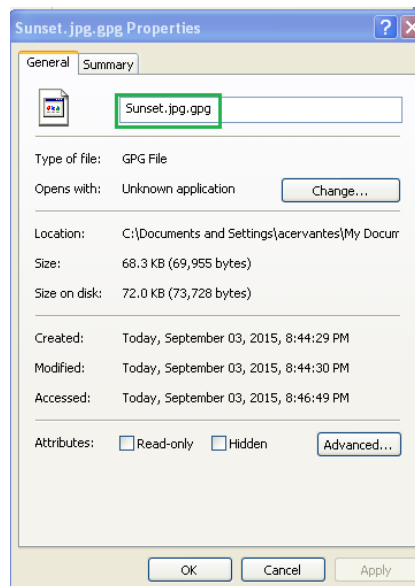 Sunset.jpg.gpg Properties
General Summary
Sunset.jpg.gpg
Type of file: GPG File
Opens with: Unknown application Change...
Location: C:\Documents and Settings\acervantes\My Docum
Size: 68.3 KB (69,955 bytes)
Size on disk: 72.0 KB (73,728 bytes)
Created: Today, September 03, 2015, 8:44:29 PM
Modified: Today, September 03, 2015, 8:44:30 PM
Accessed: Today, September 03, 2015, 8:46:49 PM
Attributes: Read-only Hidden Advanced...
OK Cancel Apply